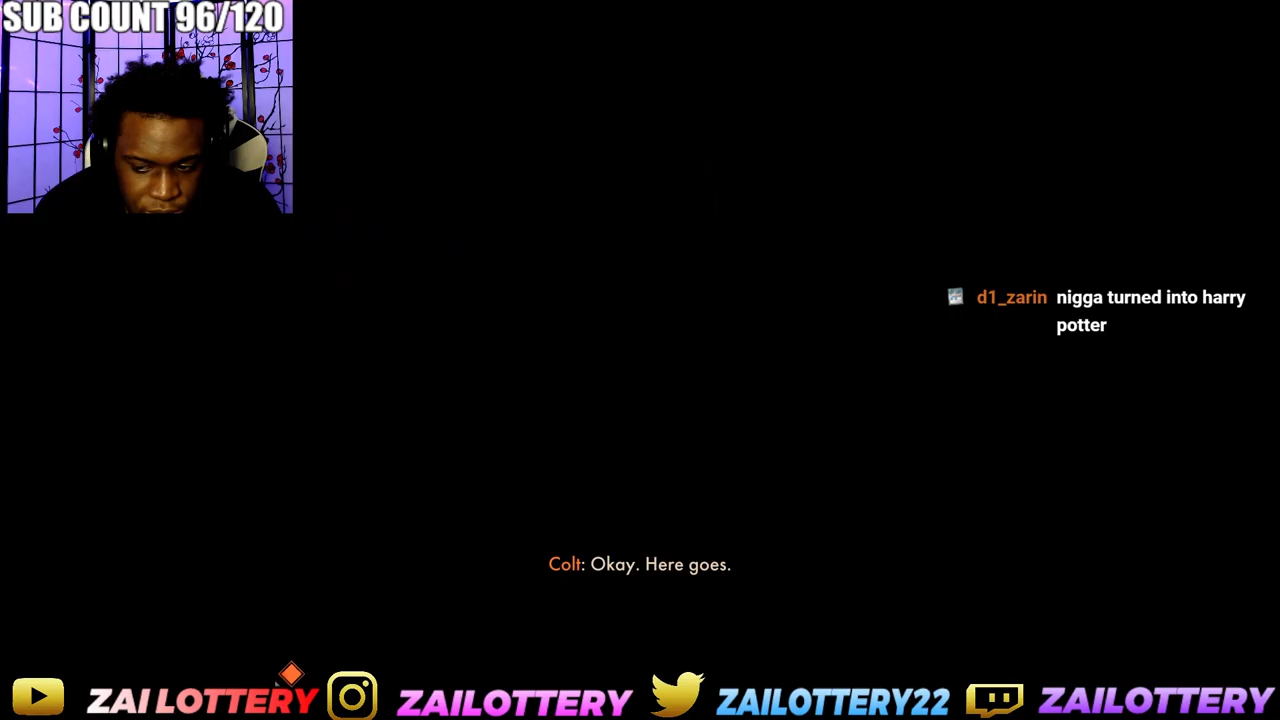 SUB COUNT 96/120
d1_zarin nigga turned into harry
potter
Colt: Okay. Here goes.
ZAI LOTTERY ZAILOTTERY ZAILOTTERY22 ZAILOTTERY